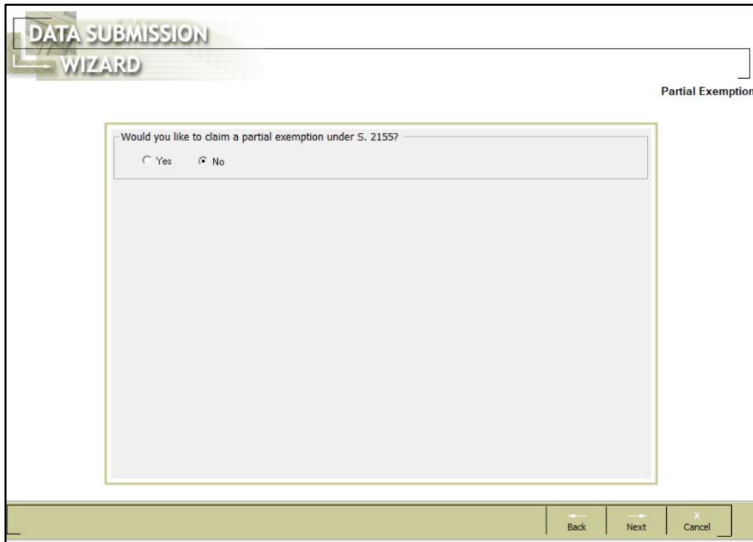 DATA SUBMISSION
WIZARD
Partial Exemption
Would you like to claim a partial exemption under S. 2155?
Yes No
Back Next X Cancel